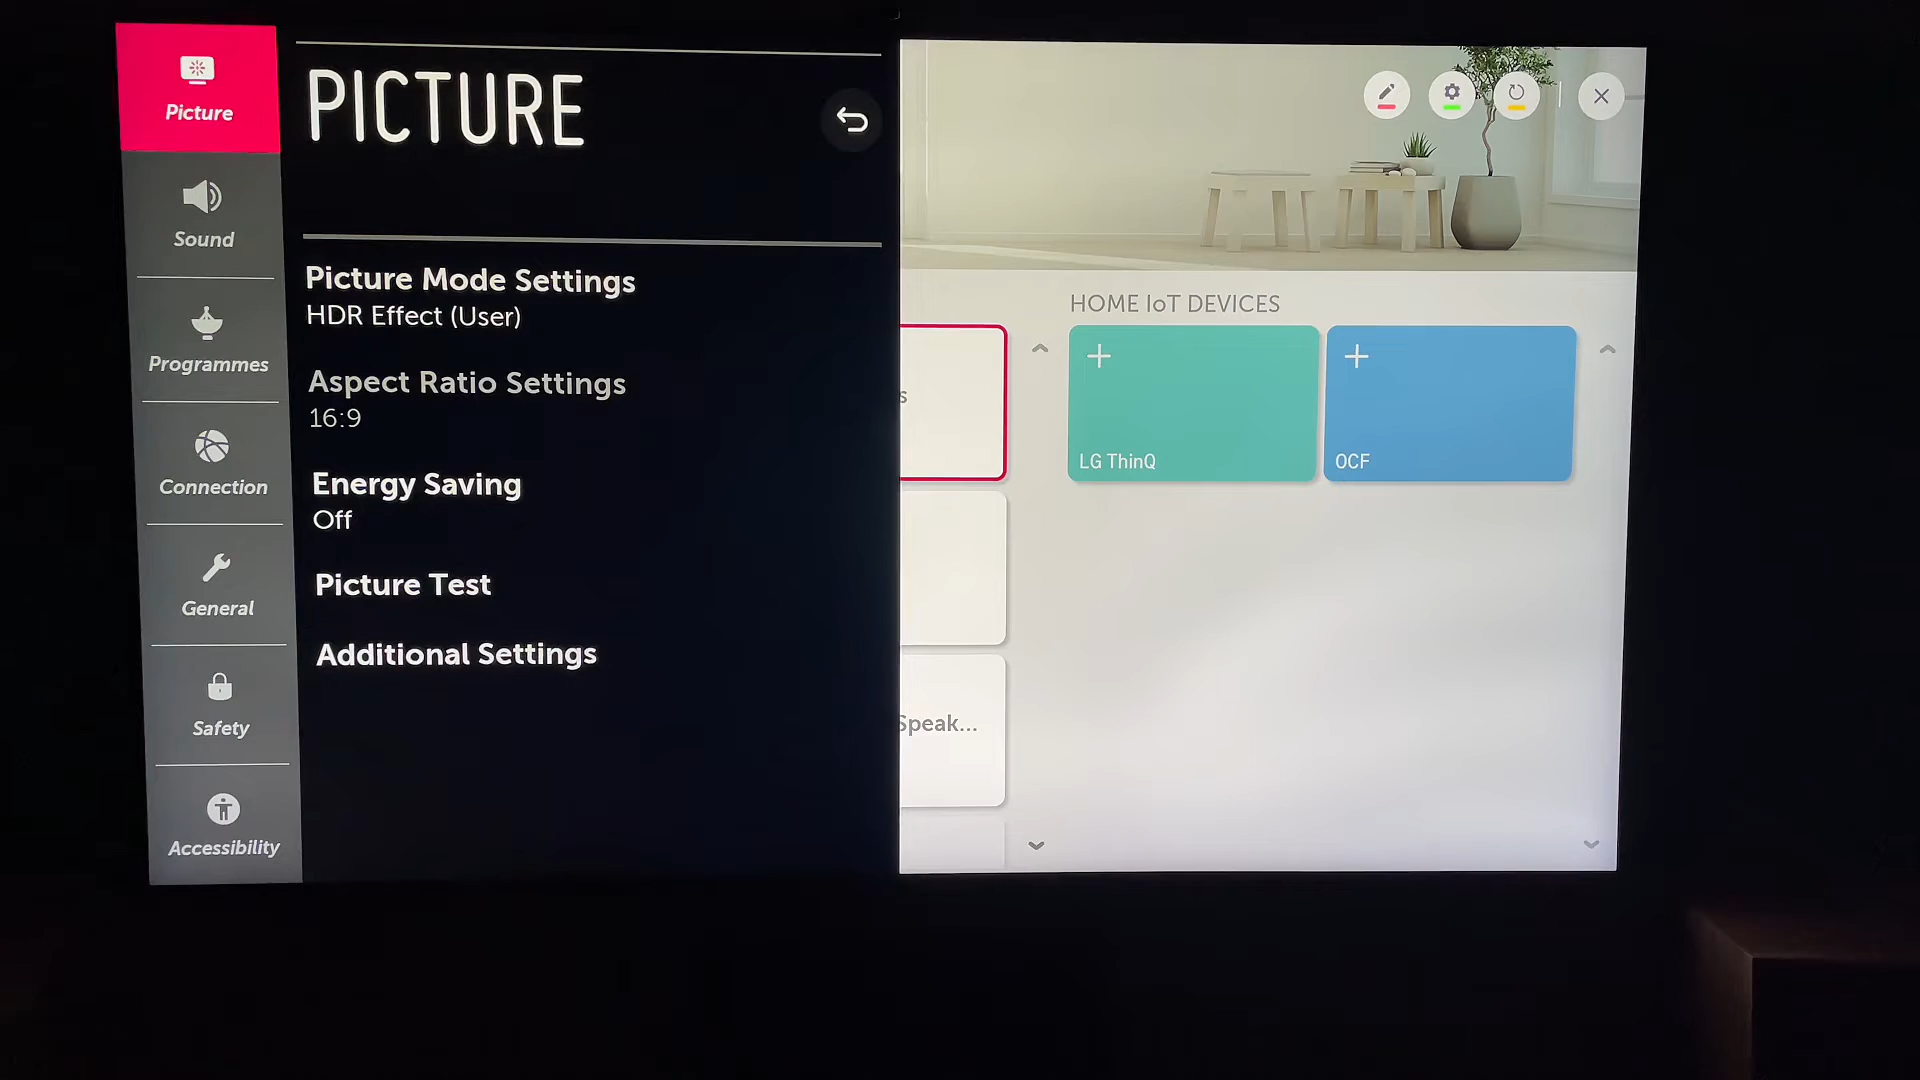 Picture
Sound
Programmes
Connection
General
Safety
Accessibility
PICTURE
Picture Mode Settings
HDR Effect (User)
Aspect Ratio Settings
16:9
Energy Saving
Off
Picture Test
Additional Settings
s
Speak...
HOME IoT DEVICES
LG ThinQ
OCF